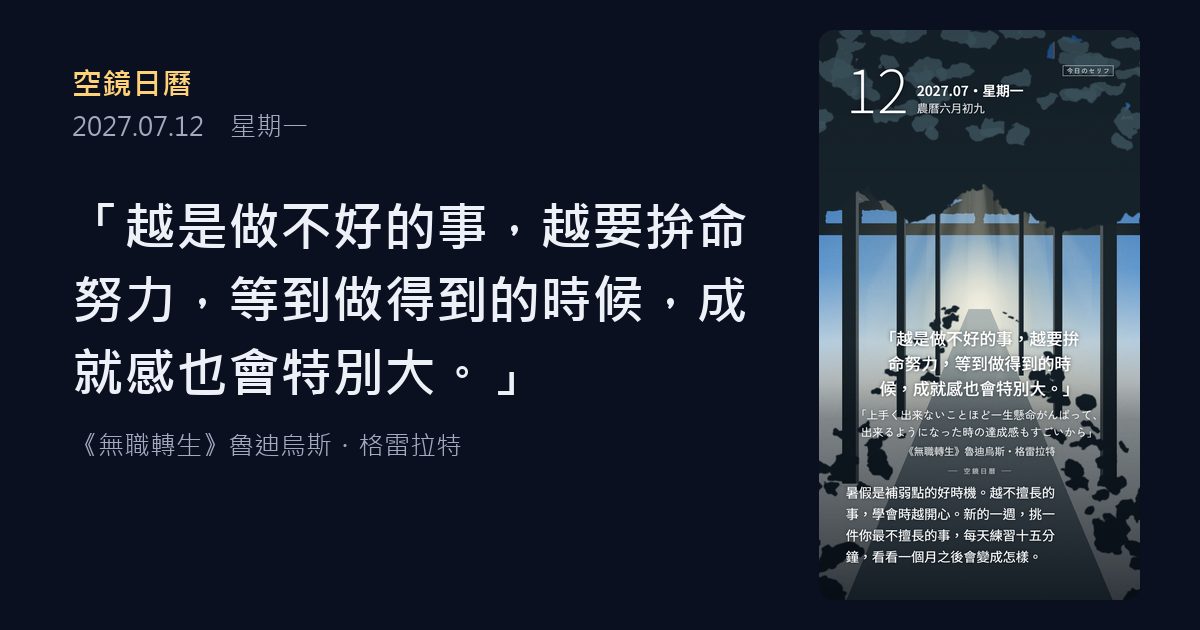 空鏡日曆
2027.07.12 星期一
「越是做不好的事，越要拚命
努力，等到做得到的時候，成
就感也會特別大。」
《無職轉生》魯迪烏斯．格雷拉特
今日のセリフ
12
2027.07・星期一
農曆六月初九
「越是做不好的事，越要拚
命努力，等到做得到的時
候，成就感也會特別大。」
「上手く出来ないことほど一生懸命がんばって、
出来るようになった時の達成感もすごいから」
《無職轉生》魯迪烏斯・格雷拉特
— 空鏡日曆 —
暑假是補弱點的好時機。越不擅長的
事，學會時越開心。新的一週，挑一
件你最不擅長的事，每天練習十五分
鐘，看看一個月之後會變成怎樣。